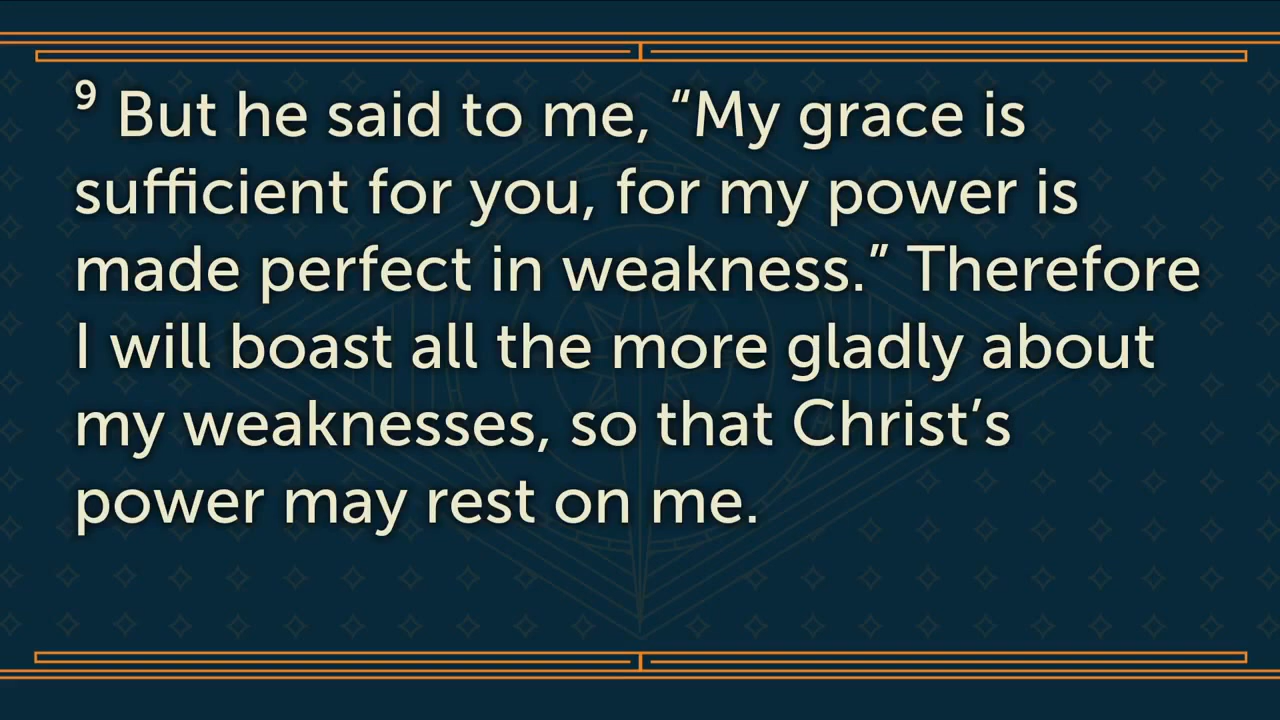 9 But he said to me, “My grace is
sufficient for you, for my power is
made perfect in weakness.” Therefore
I will boast all the more gladly about
my weaknesses, so that Christ’s
power may rest on me.